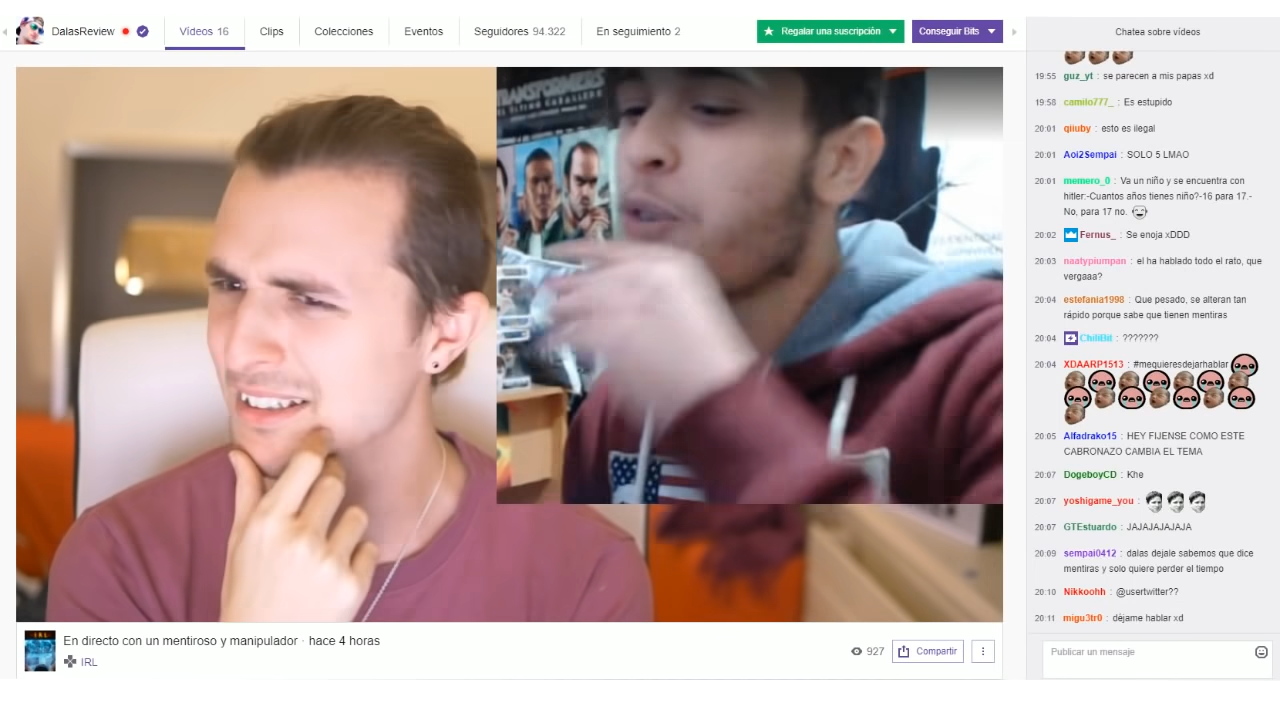 DalasReview
Vídeos 16
Clips
Colecciones
Eventos
Seguidores 94.322
En seguimiento 2
Regalar una suscripción
Conseguir Bits
Chatea sobre vídeos
TRANSFORMERS
EL ÚLTIMO CABALLERO
19:55 guz_yt : se parecen a mis papas xd
19:58 camilo777_ : Es estupido
20:01 qiiuby : esto es ilegal
20:01 Aoi2Sempai : SOLO 5 LMAO
20:01 memero_0 : Va un niño y se encuentra con
hitler:-Cuantos años tienes niño?-16 para 17.-
No, para 17 no.
20:02 Fernus_ : Se enoja xDDD
20:03 naatypiumpan : el ha hablado todo el rato, que
vergaaa?
20:04 estefania1998 : Que pesado, se alteran tan
rápido porque sabe que tienen mentiras
20:04 ChiliBit : ???????
20:04 XDAARP1513 : #mequieresdejarhablar
20:05 Alfadrako15 : HEY FIJENSE COMO ESTE
CABRONAZO CAMBIA EL TEMA
20:07 DogeboyCD : Khe
20:07 yoshigame_you :
20:07 GTEstuardo : JAJAJAJAJAJA
20:09 sempai0412 : dalas dejale sabemos que dice
mentiras y solo quiere perder el tiempo
20:10 Nikkoohh : @usertwitter??
20:11 migu3tr0 : déjame hablar xd
IRL
En directo con un mentiroso y manipulador · hace 4 horas
IRL
927
Compartir
Publicar un mensaje